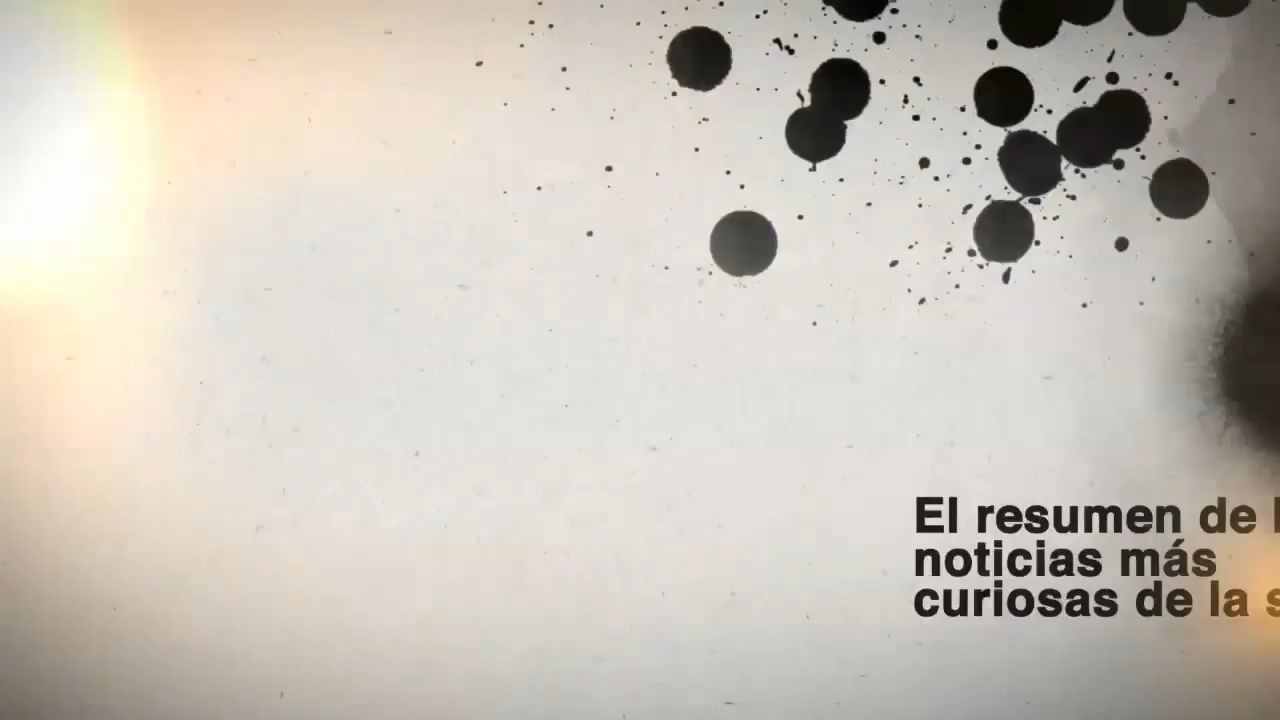 El resumen de
noticias más
curiosas de la